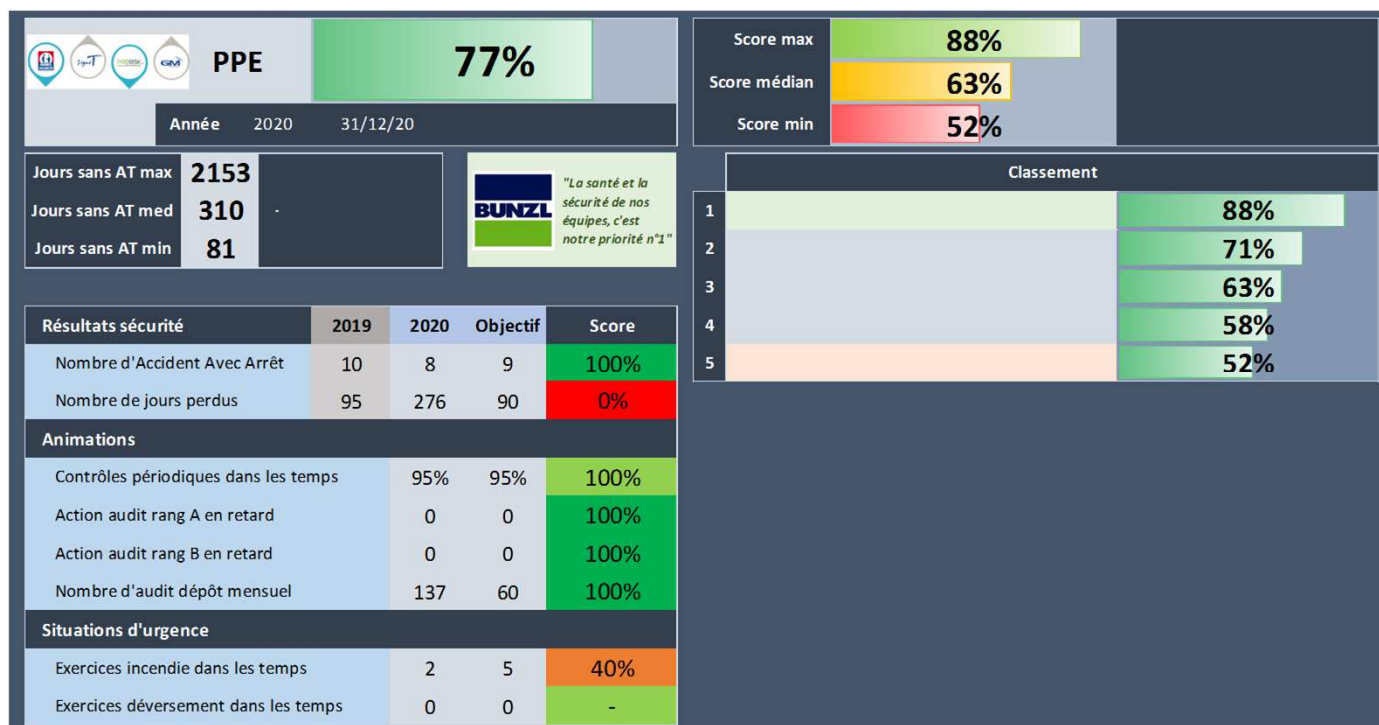 PPE 77%
Année 2020 31/12/20
Jours sans AT max 2153
Jours sans AT med 310 -
Jours sans AT min 81
BUNZL
"La santé et la
sécurité de nos
équipes, c'est
notre priorité n°1"
Résultats sécurité 2019 2020 Objectif Score
Nombre d'Accident Avec Arrêt 10 8 9 100%
Nombre de jours perdus 95 276 90 0%
Animations
Contrôles périodiques dans les temps 95% 95% 100%
Action audit rang A en retard 0 0 100%
Action audit rang B en retard 0 0 100%
Nombre d'audit dépôt mensuel 137 60 100%
Situations d'urgence
Exercices incendie dans les temps 2 5 40%
Exercices déversement dans les temps 0 0 -
Score max 88%
Score médian 63%
Score min 52%
Classement
1 88%
2 71%
3 63%
4 58%
5 52%